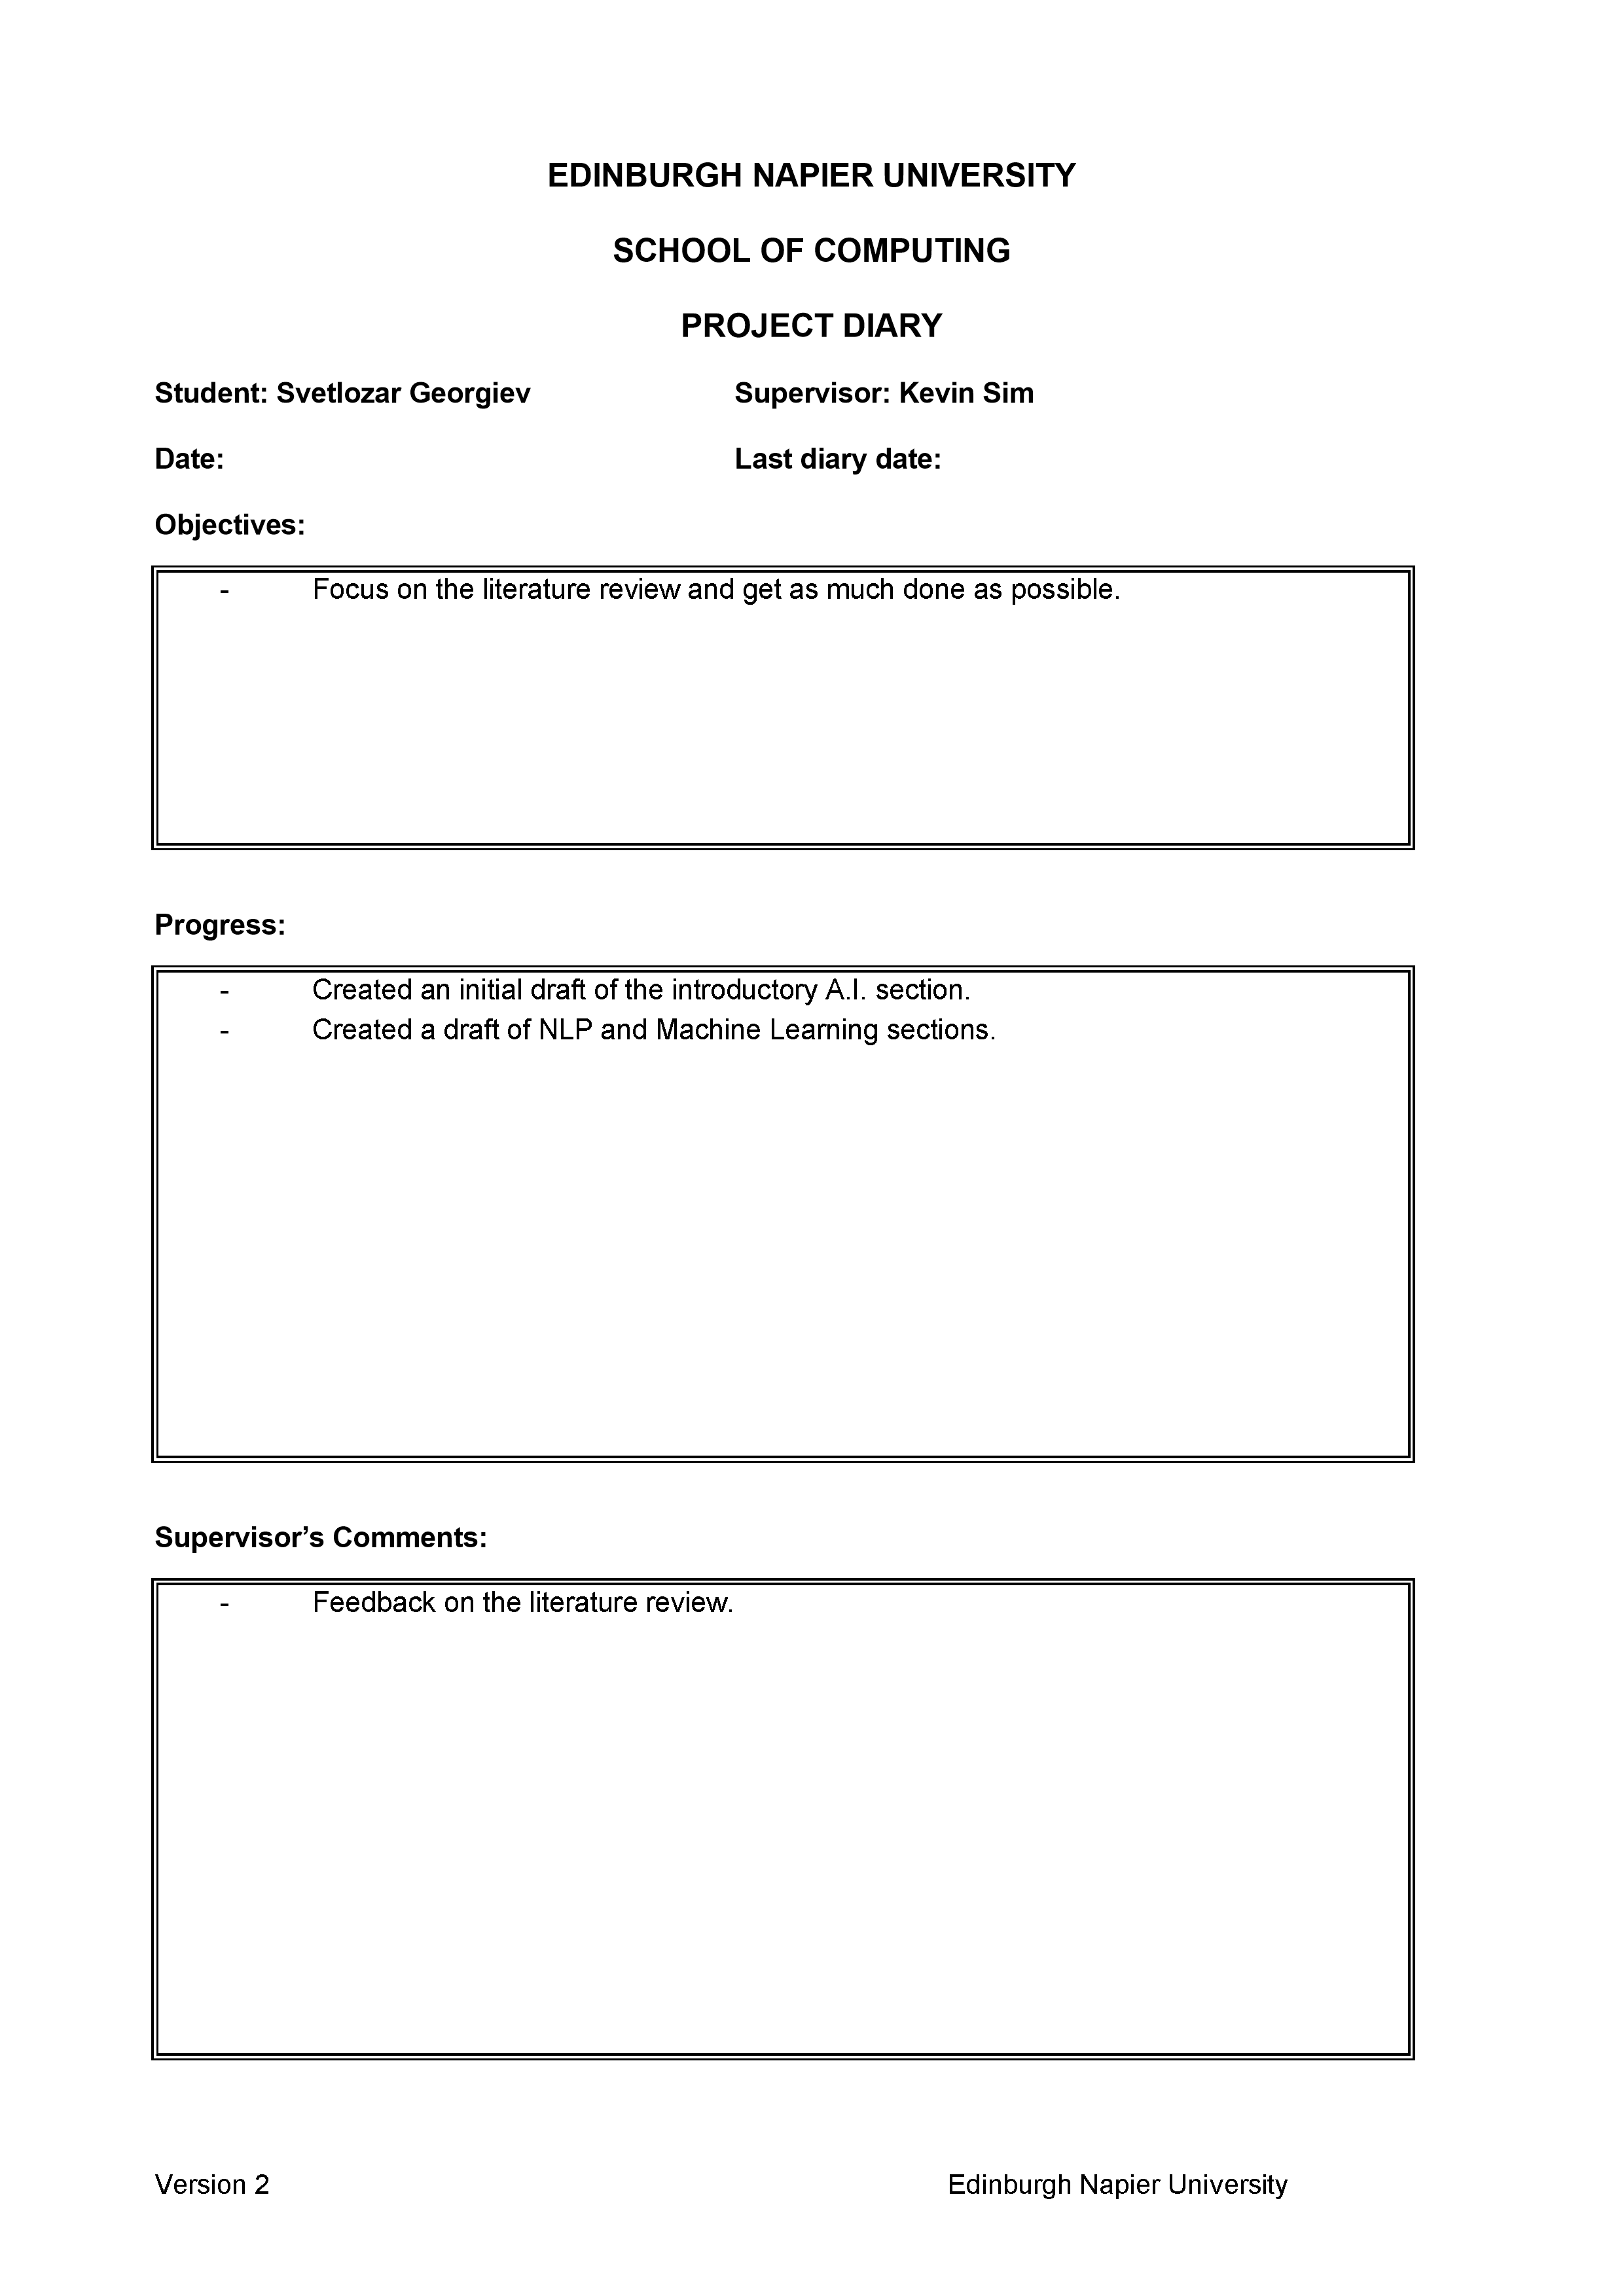 EDINBURGH NAPIER UNIVERSITY
SCHOOL OF COMPUTING
PROJECT DIARY
Student: Svetlozar Georgiev Supervisor: Kevin Sim
Date: Last diary date:
Objectives:
- Focus on the literature review and get as much done as possible.
Progress:
- Created an initial draft of the introductory A.I. section.
- Created a draft of NLP and Machine Learning sections.
Supervisor’s Comments:
- Feedback on the literature review.
Version 2 Edinburgh Napier University